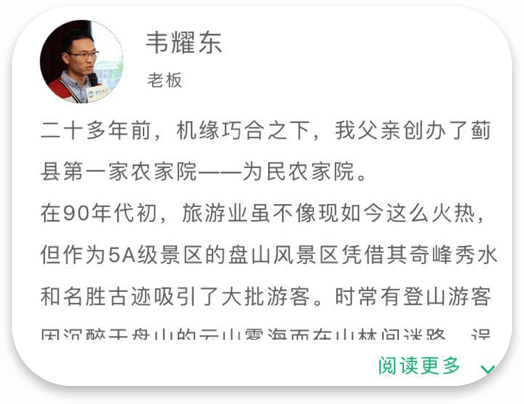 韦耀东
老板
二十多年前，机缘巧合之下，我父亲创办了蓟
县第一家农家院——为民农家院。
在90年代初，旅游业虽不像现如今这么火热，
但作为5A级景区的盘山风景区凭借其奇峰秀水
和名胜古迹吸引了大批游客。时常有登山游客
因沉醉于盘山的云山雾海而在山林间迷路，误
阅读更多